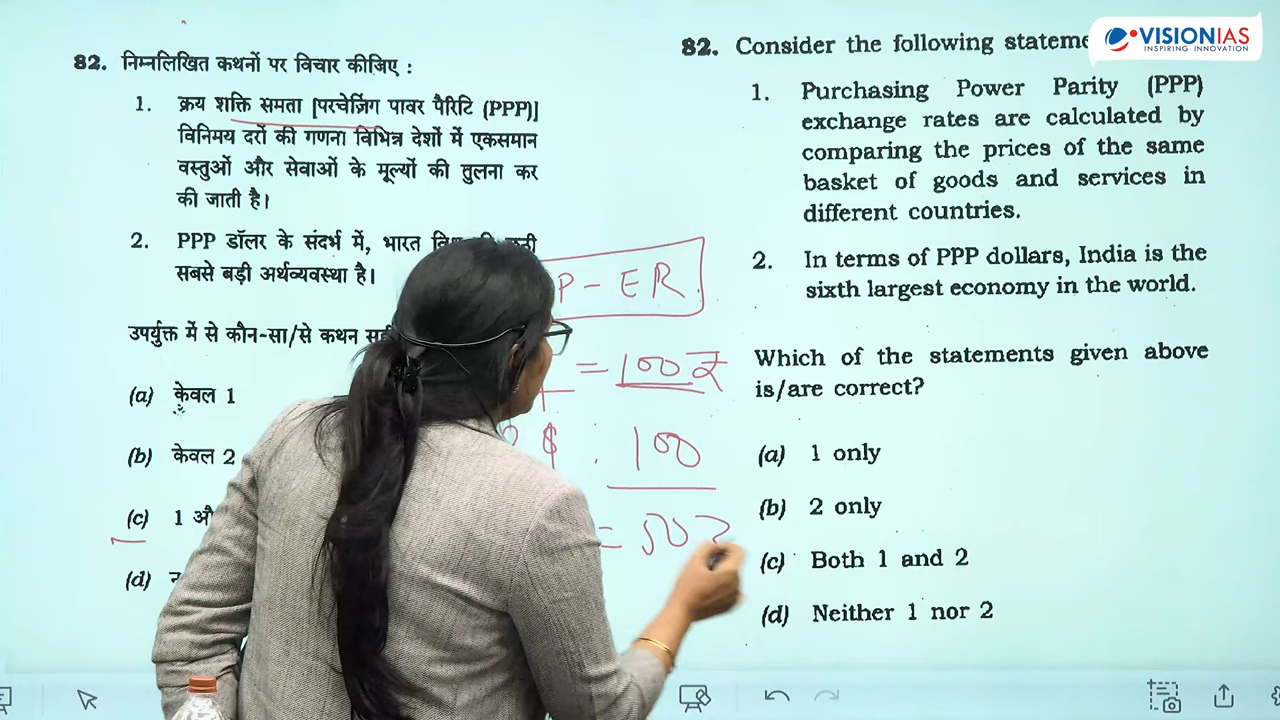 VISIONIAS
INSPIRING INNOVATION
82. निम्नलिखित कथनों पर विचार कीजिए :
1. क्रय शक्ति समता [परचेज़िंग पावर पैरिटि (PPP)]
विनिमय दरों की गणना विभिन्न देशों में एकसमान
वस्तुओं और सेवाओं के मूल्यों की तुलना कर
की जाती है।
2. PPP डॉलर के संदर्भ में, भारत
सबसे बड़ी अर्थव्यवस्था है।
उपर्युक्त में से कौन-सा/से कथन
(a) केवल 1
(b) केवल 2
(c) 1
(d)
P - ER
= 100 ₹
$ . 100
= 50
82. Consider the following
1. Purchasing Power Parity (PPP)
exchange rates are calculated by
comparing the prices of the same
basket of goods and services in
different countries.
2. In terms of PPP dollars, India is the
sixth largest economy in the world.
Which of the statements given above
is/are correct?
(a) 1 only
(b) 2 only
(c) Both 1 and 2
(d) Neither 1 nor 2